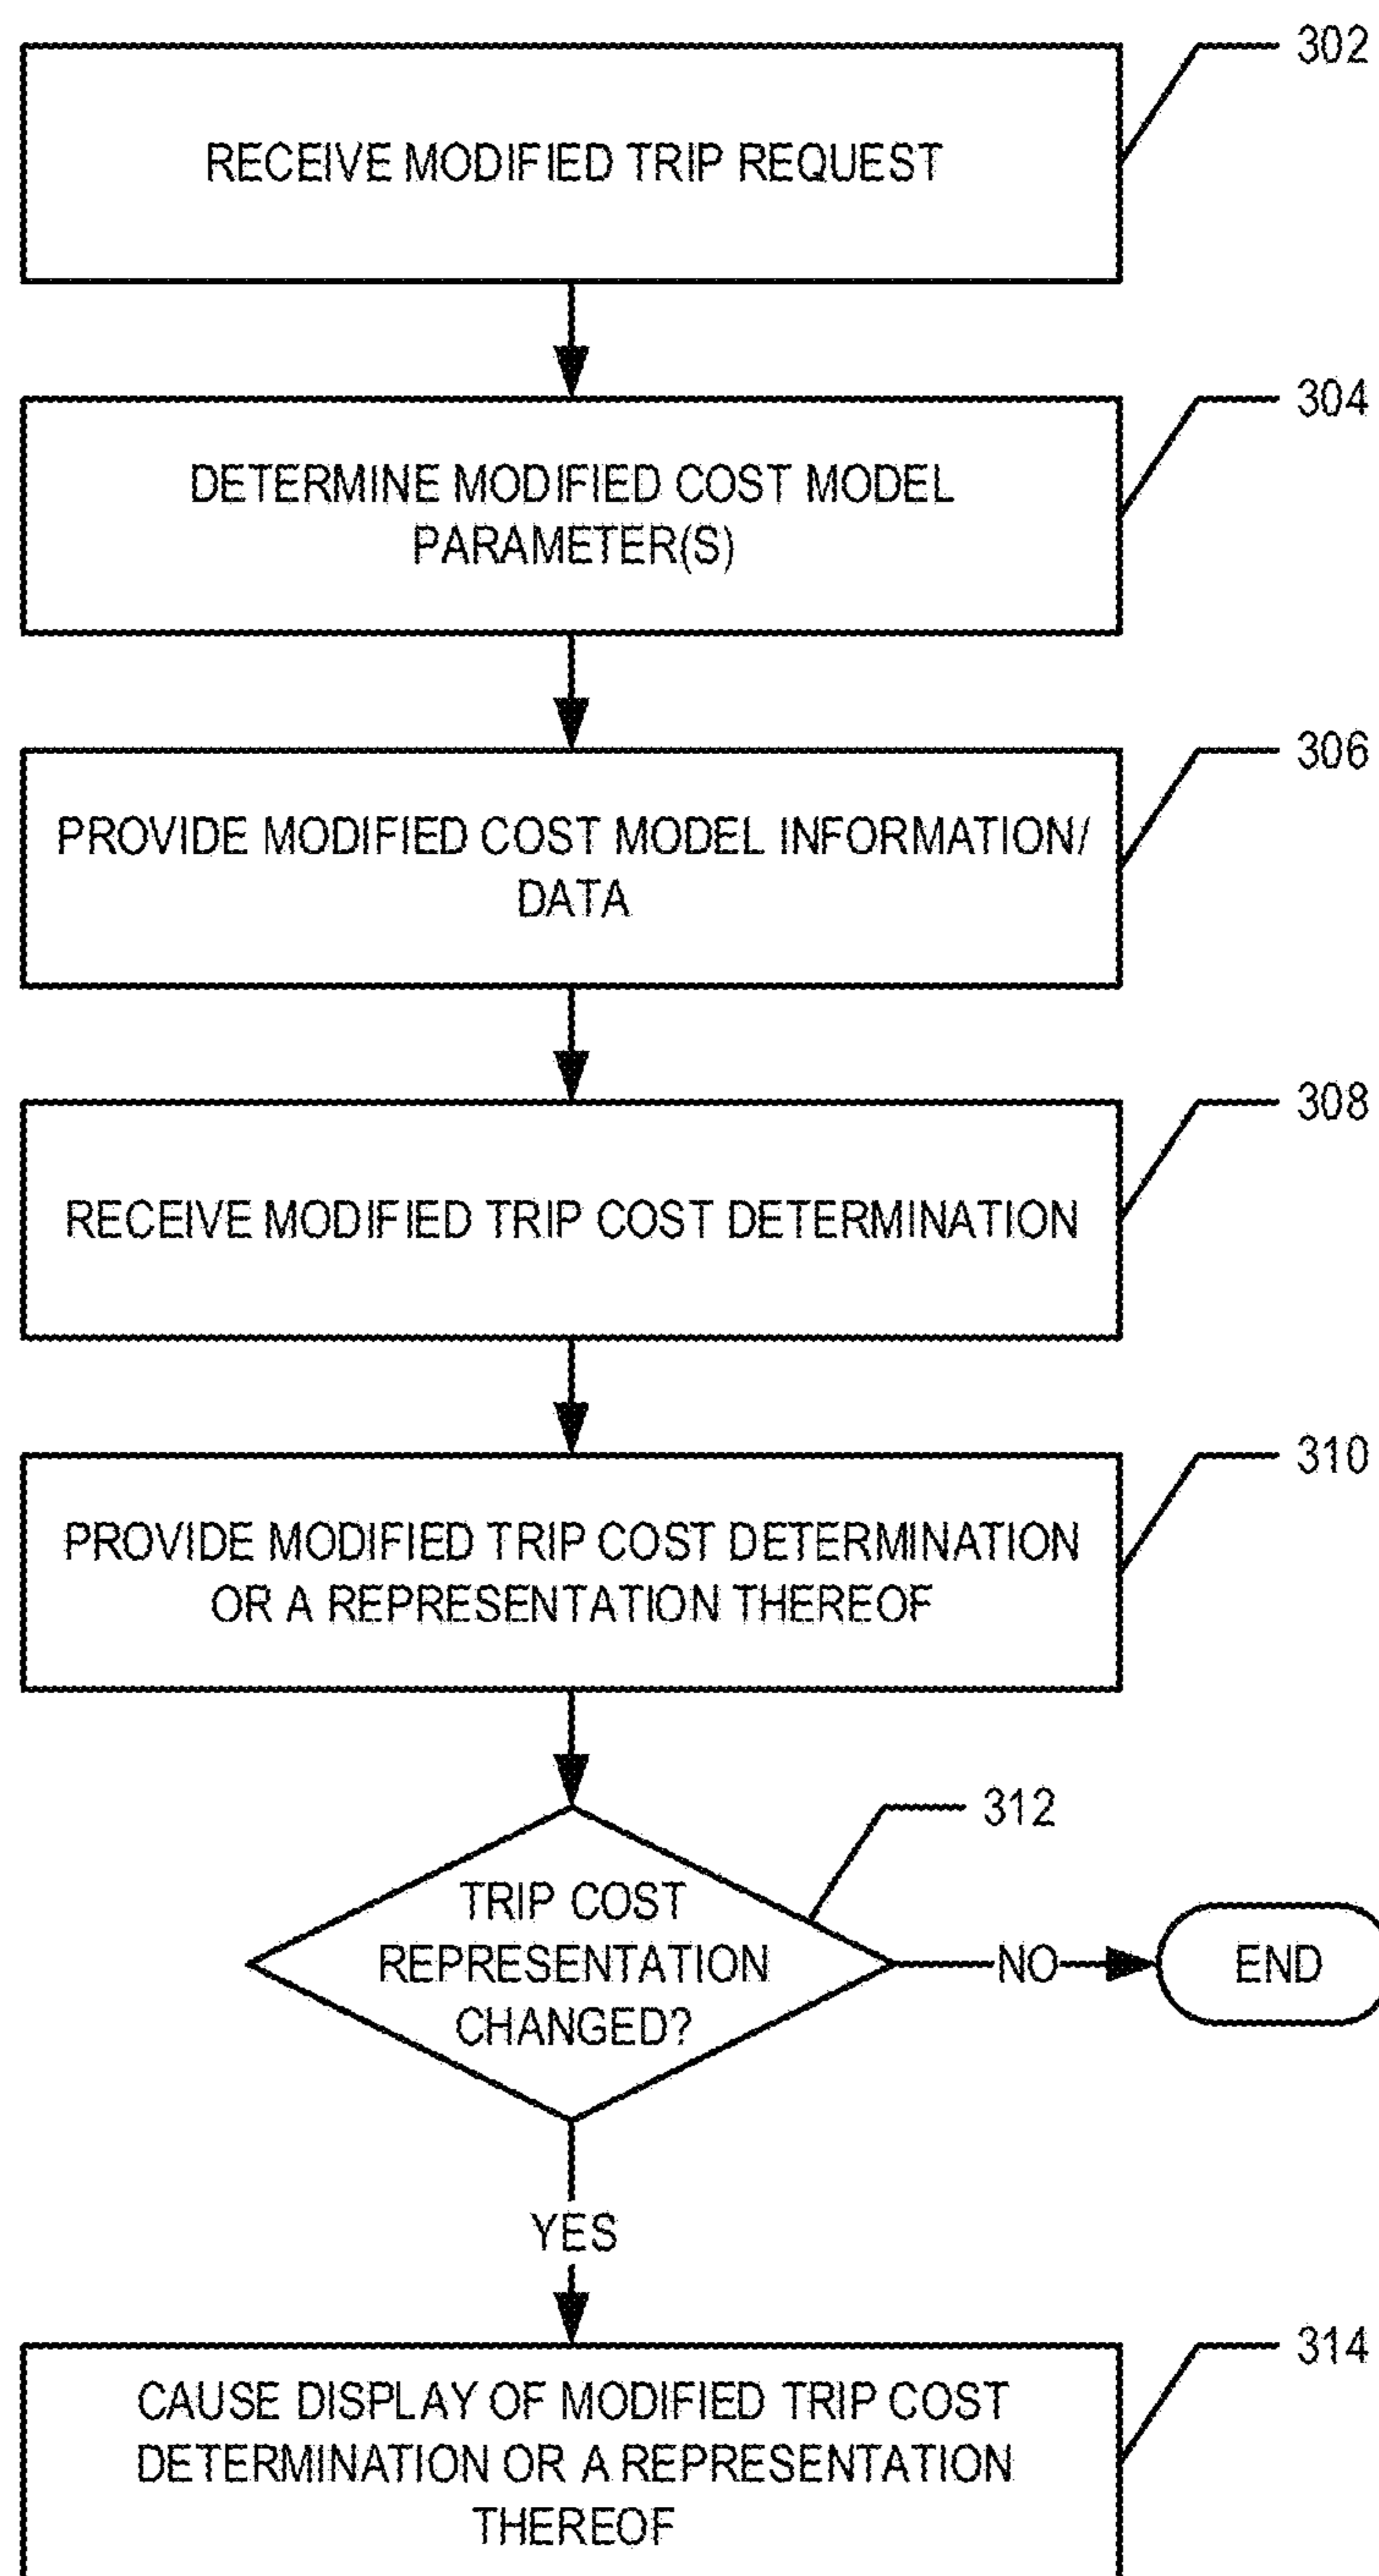 302
RECEIVE MODIFIED TRIP REQUEST
304
DETERMINE MODIFIED COST MODEL
PARAMETER(S)
306
PROVIDE MODIFIED COST MODEL INFORMATION/
DATA
308
RECEIVE MODIFIED TRIP COST DETERMINATION
310
PROVIDE MODIFIED TRIP COST DETERMINATION
OR A REPRESENTATION THEREOF
312
TRIP COST
REPRESENTATION
CHANGED?
NO
END
YES
314
CAUSE DISPLAY OF MODIFIED TRIP COST
DETERMINATION OR A REPRESENTATION
THEREOF